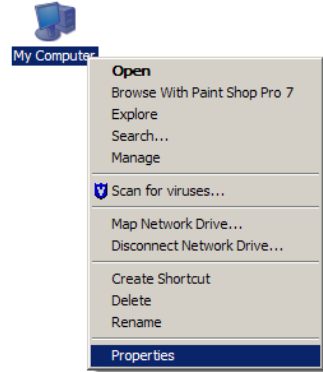 My Computer
Open
Browse With Paint Shop Pro 7
Explore
Search...
Manage
Scan for viruses...
Map Network Drive...
Disconnect Network Drive...
Create Shortcut
Delete
Rename
Properties